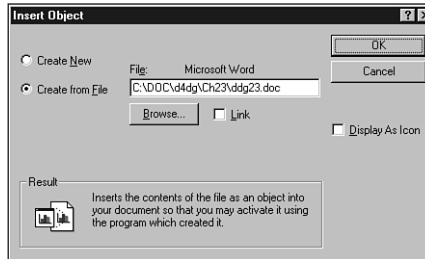 Insert Object
Create New
Create from File
File: Microsoft Word
C:\DOC\d4dg\Ch23\ddg23.doc
Browse...
Link
OK
Cancel
Display As Icon
Result
Inserts the contents of the file as an object into
your document so that you may activate it using
the program which created it.